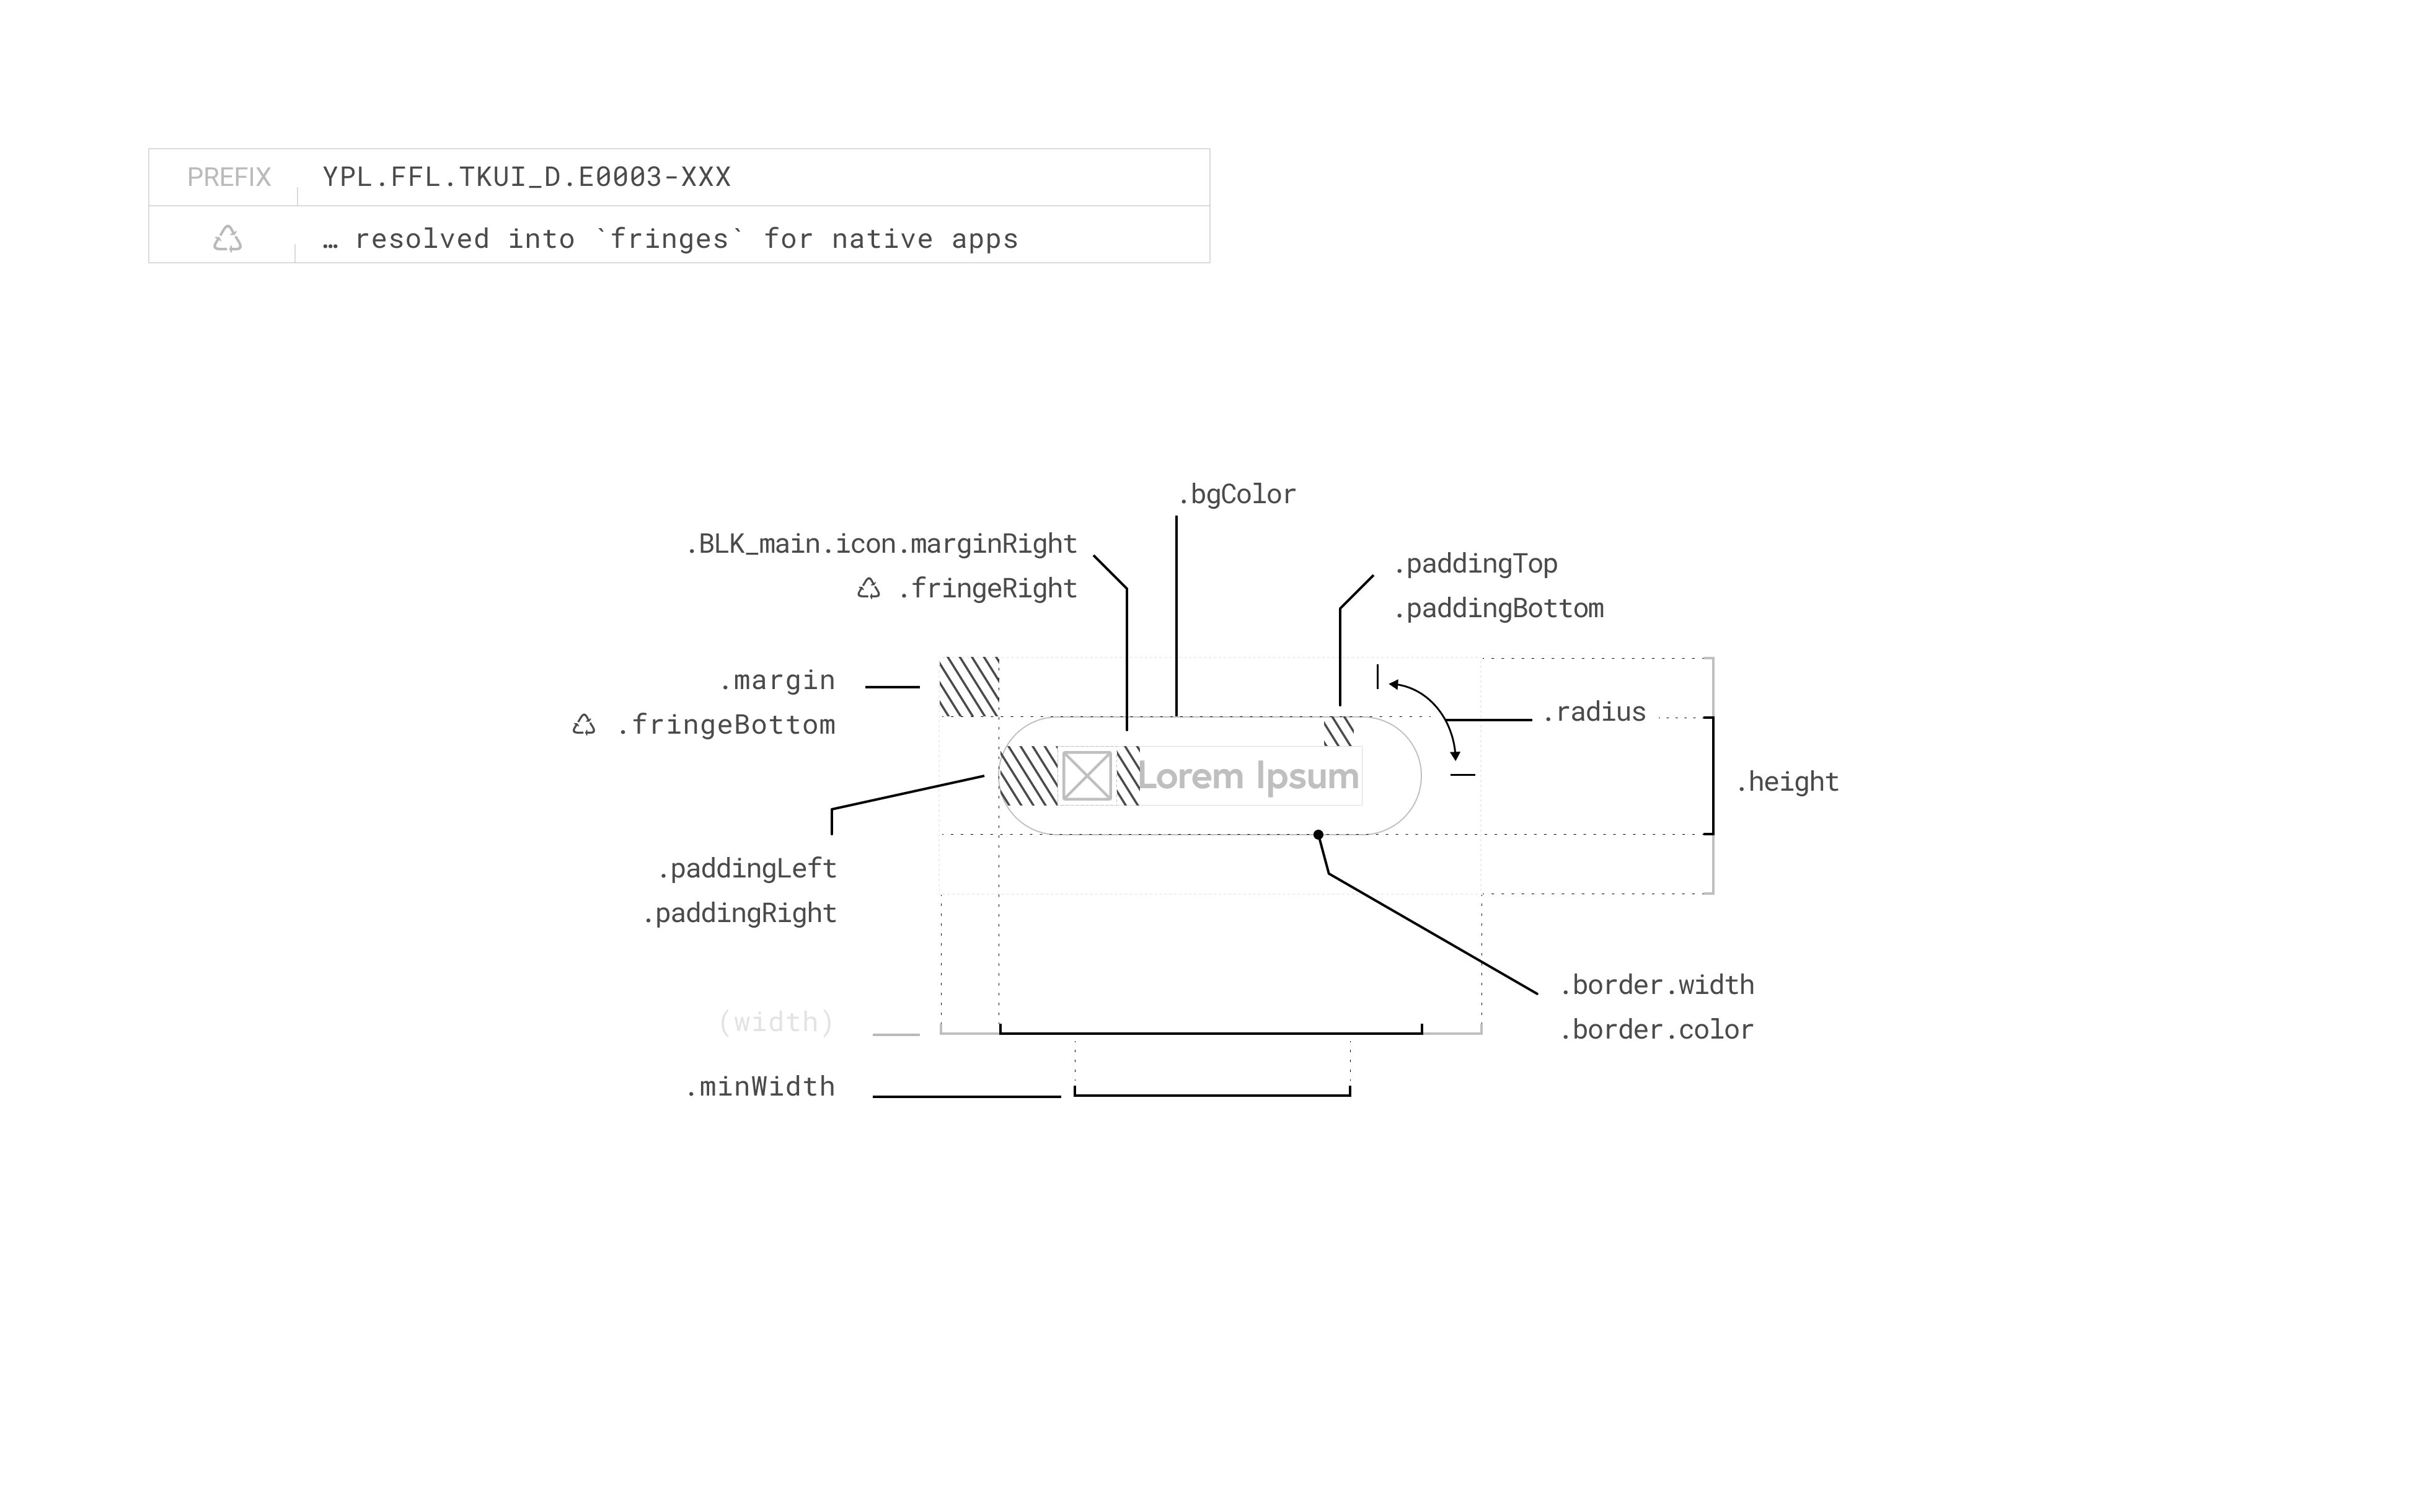 PREFIX YPL.FFL.TKUI_D.E0003-XXX
… resolved into `fringes` for native apps
.bgColor
.BLK_main.icon.marginRight
.fringeRight
.paddingTop
.paddingBottom
.margin
.fringeBottom
.radius
Lorem Ipsum
.height
.paddingLeft
.paddingRight
.border.width
.border.color
(width)
.minWidth